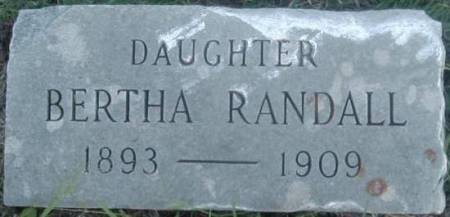 DAUGHTER
BERTHA RANDALL
1893 — 1909